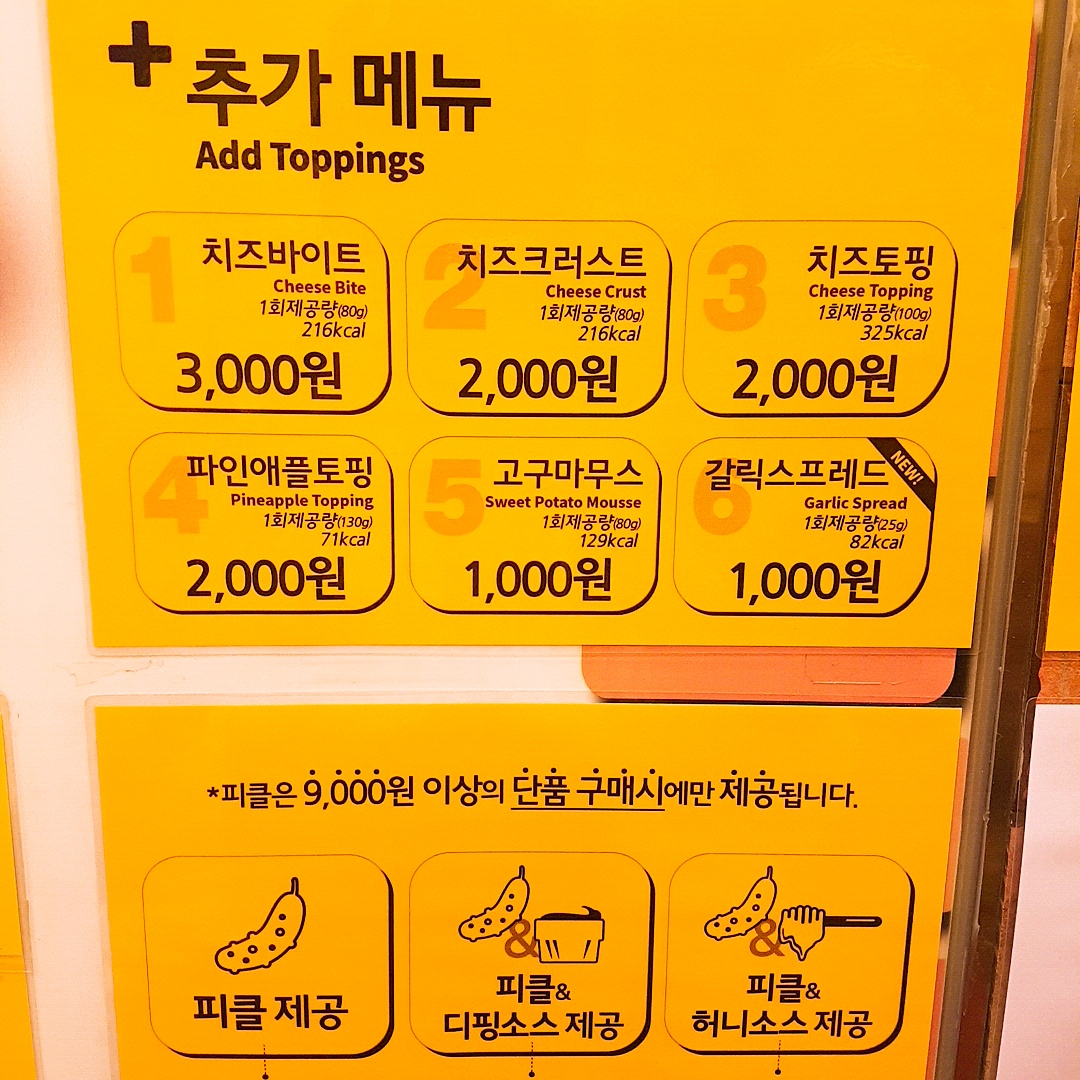 + 추가 메뉴
Add Toppings
1 치즈바이트
Cheese Bite
1회제공량(80g)
216kcal
3,000원
2 치즈크러스트
Cheese Crust
1회제공량(80g)
216kcal
2,000원
3 치즈토핑
Cheese Topping
1회제공량(100g)
325kcal
2,000원
4 파인애플토핑
Pineapple Topping
1회제공량(130g)
71kcal
2,000원
5 고구마무스
Sweet Potato Mousse
1회제공량(80g)
129kcal
1,000원
6 갈릭스프레드
NEW!
Garlic Spread
1회제공량(25g)
82kcal
1,000원
*피클은 9,000원 이상의 단품 구매시에만 제공됩니다.
피클 제공
&
피클&
디핑소스 제공
&
피클&
허니소스 제공